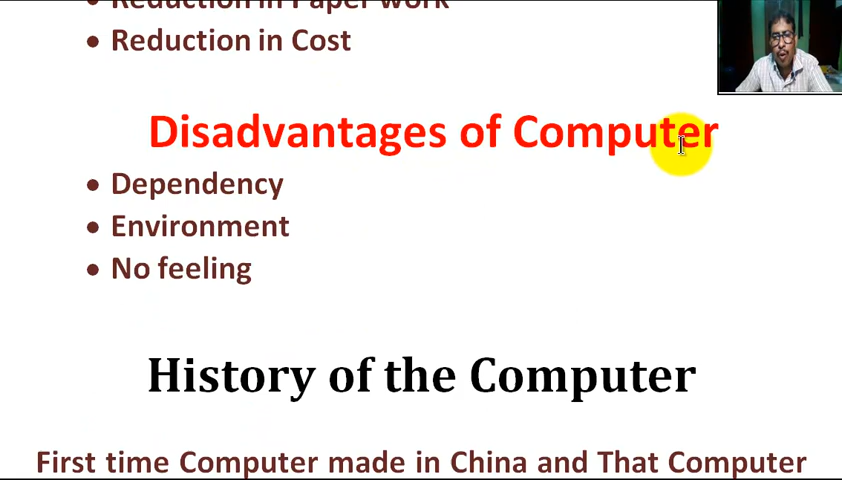 Reduction in Paper work
Reduction in Cost
Disadvantages of Computer
Dependency
Environment
No feeling
History of the Computer
First time Computer made in China and That Computer